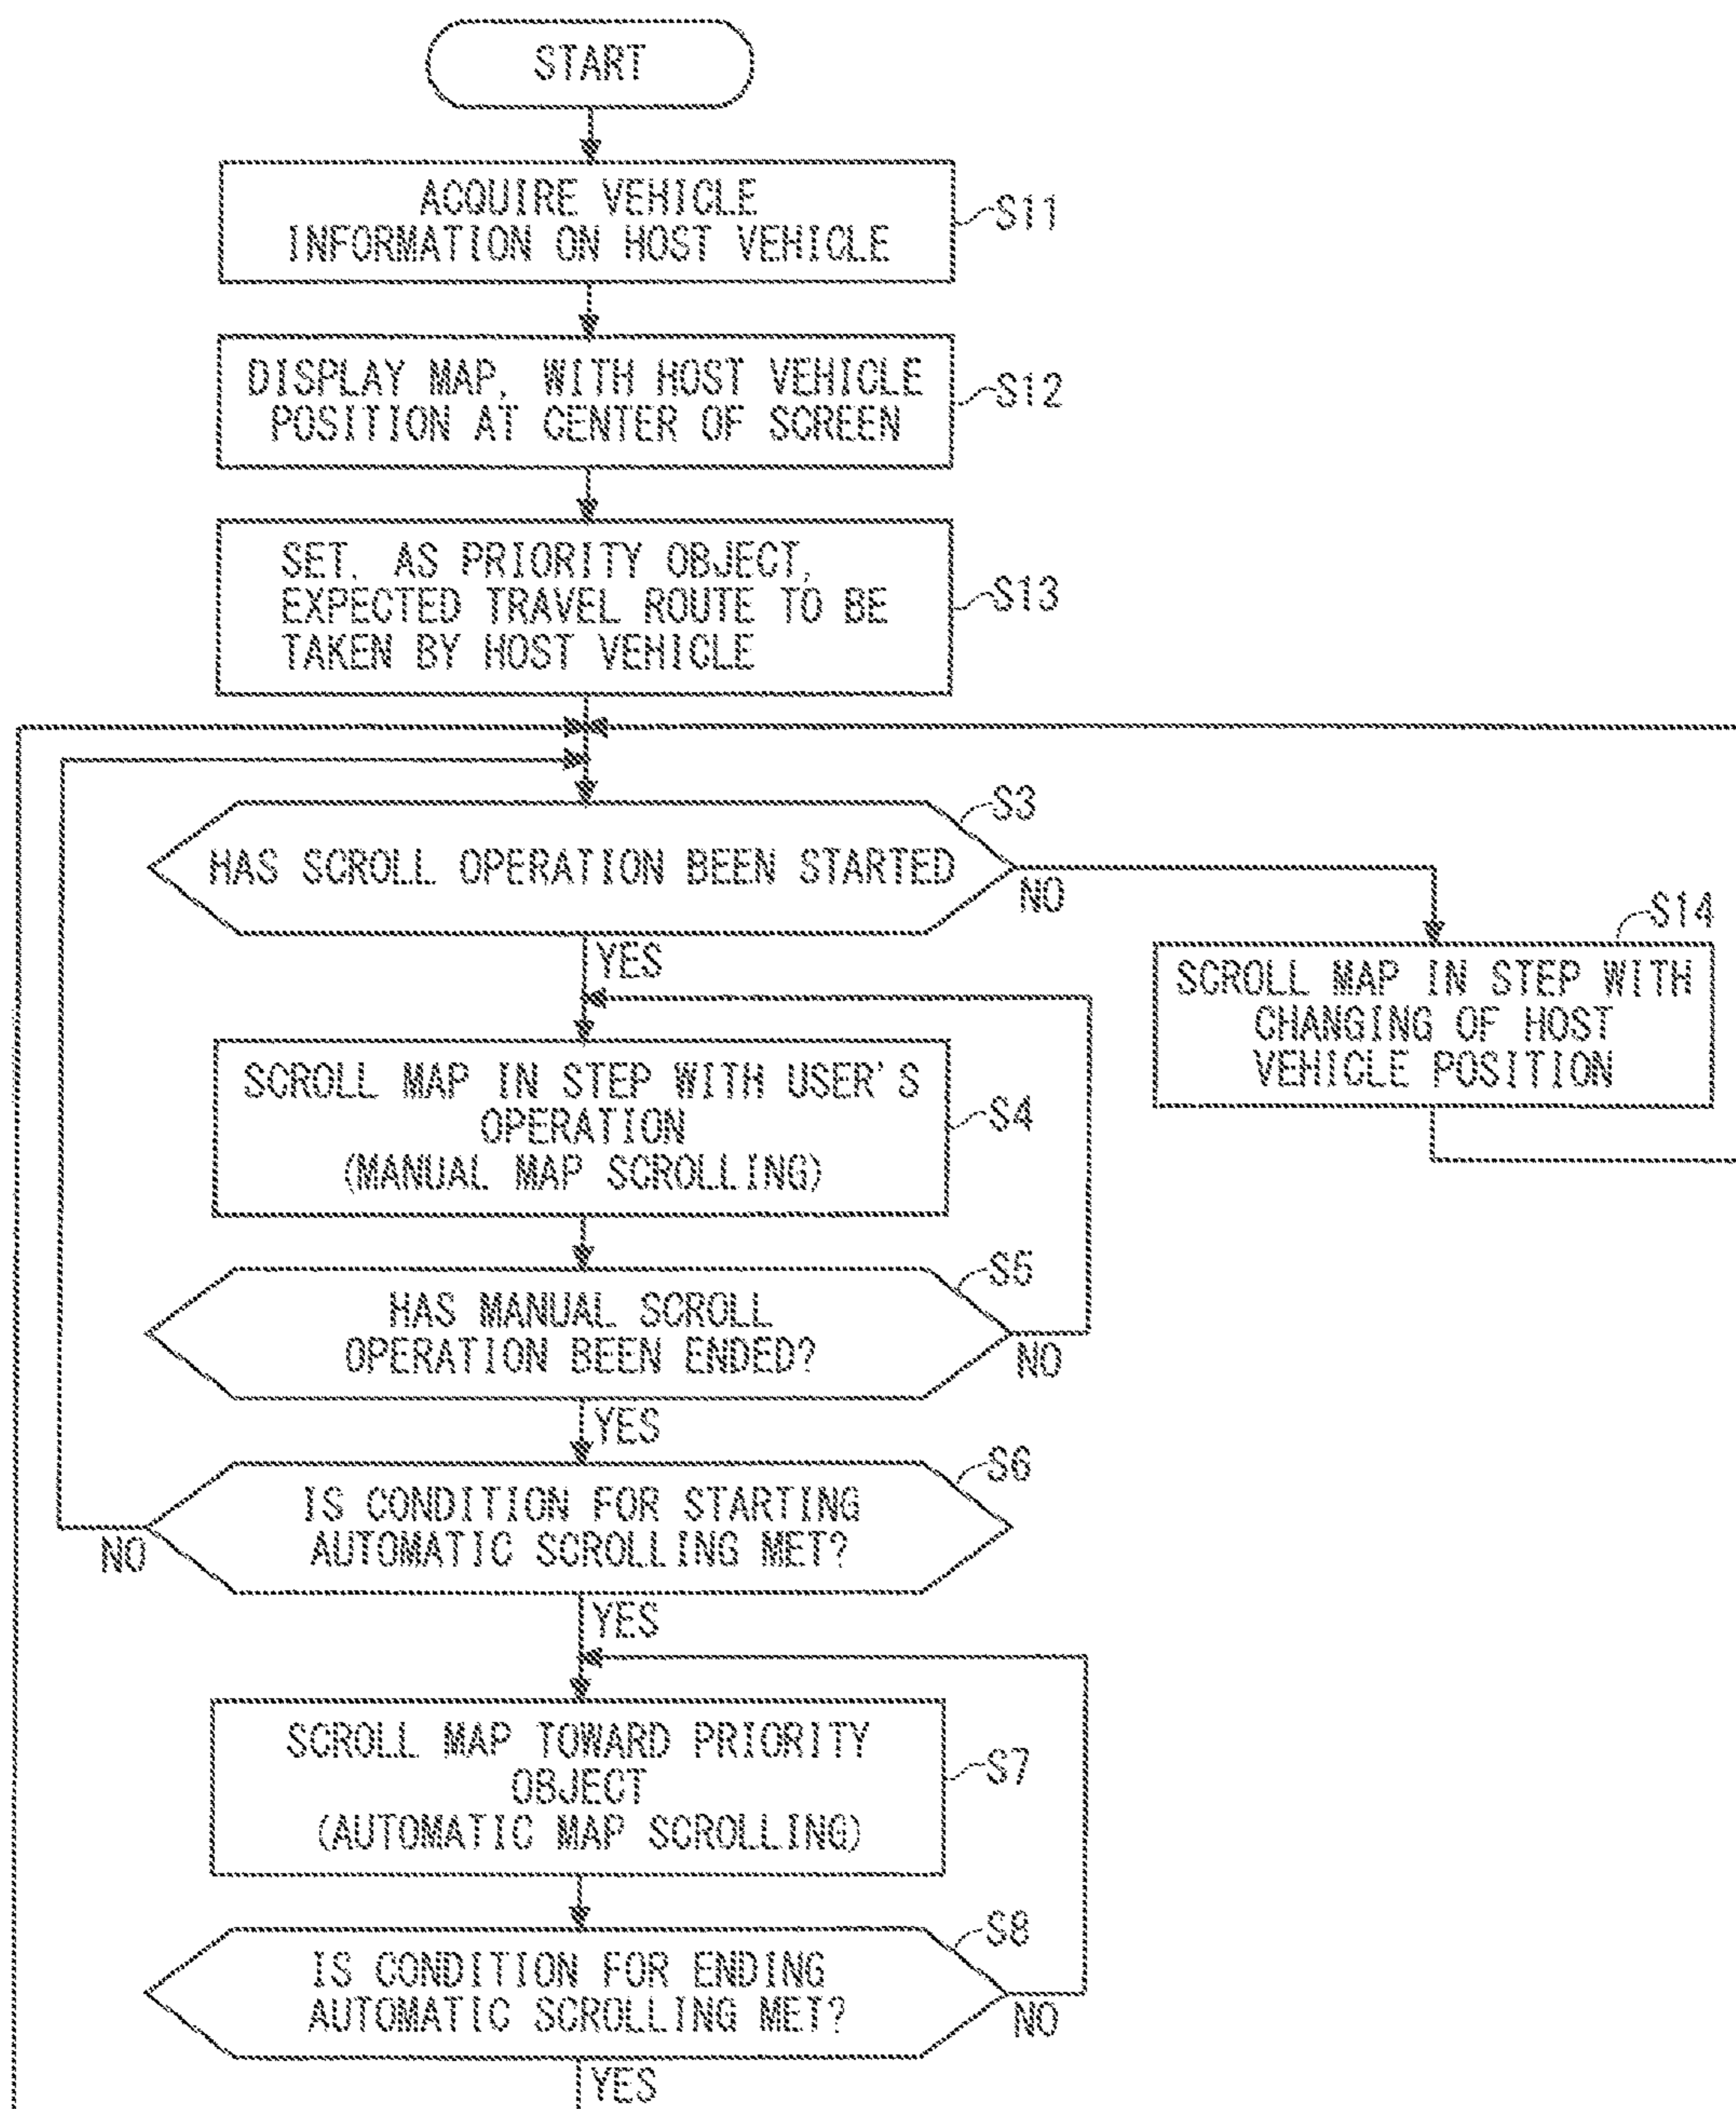 START
ACQUIRE VEHICLE
INFORMATION ON HOST VEHICLE
S11
DISPLAY MAP, WITH HOST VEHICLE
POSITION AT CENTER OF SCREEN
S12
SET, AS PRIORITY OBJECT,
EXPECTED TRAVEL ROUTE TO BE
TAKEN BY HOST VEHICLE
S13
S3
HAS SCROLL OPERATION BEEN STARTED
NO
YES
S14
SCROLL MAP IN STEP WITH
CHANGING OF HOST
VEHICLE POSITION
SCROLL MAP IN STEP WITH USER'S
OPERATION
(MANUAL MAP SCROLLING)
S4
S5
HAS MANUAL SCROLL
OPERATION BEEN ENDED?
NO
YES
S6
IS CONDITION FOR STARTING
AUTOMATIC SCROLLING MET?
NO
YES
SCROLL MAP TOWARD PRIORITY
OBJECT
(AUTOMATIC MAP SCROLLING)
S7
S8
IS CONDITION FOR ENDING
AUTOMATIC SCROLLING MET?
NO
YES